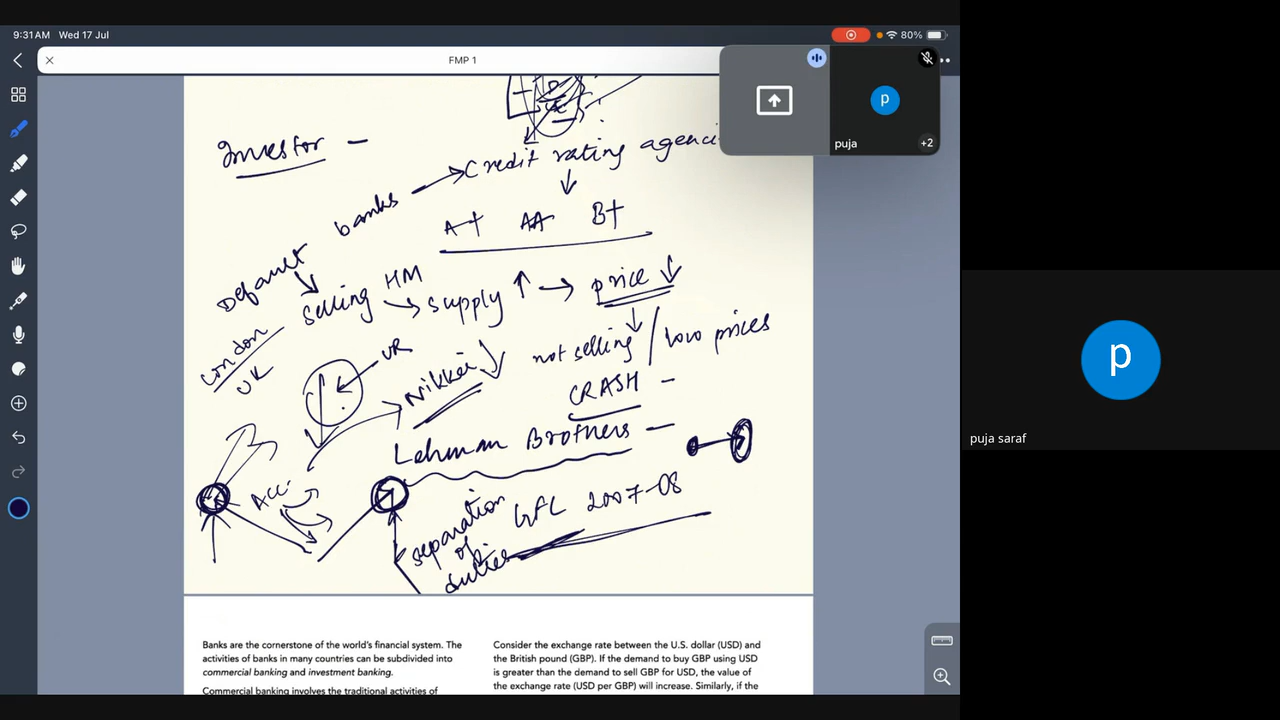 9:31 AM Wed 17 Jul
80%
FMP 1
puja
+2
p
Investor -
banks → Credit rating agenci
A+ AA B+
Default
selling HM → supply ↑ → price ↓
not selling / low prices
London
UK
Nikkei ↓
CRASH -
Lehman Brothers -
Acc.
GFC 2007-08
separation
of
duties
Banks are the cornerstone of the world's financial system. The
activities of banks in many countries can be subdivided into
commercial banking and investment banking.
Commercial banking involves the traditional activities of
Consider the exchange rate between the U.S. dollar (USD) and
the British pound (GBP). If the demand to buy GBP using USD
is greater than the demand to sell GBP for USD, the value of
the exchange rate (USD per GBP) will increase. Similarly, if the
p
puja saraf